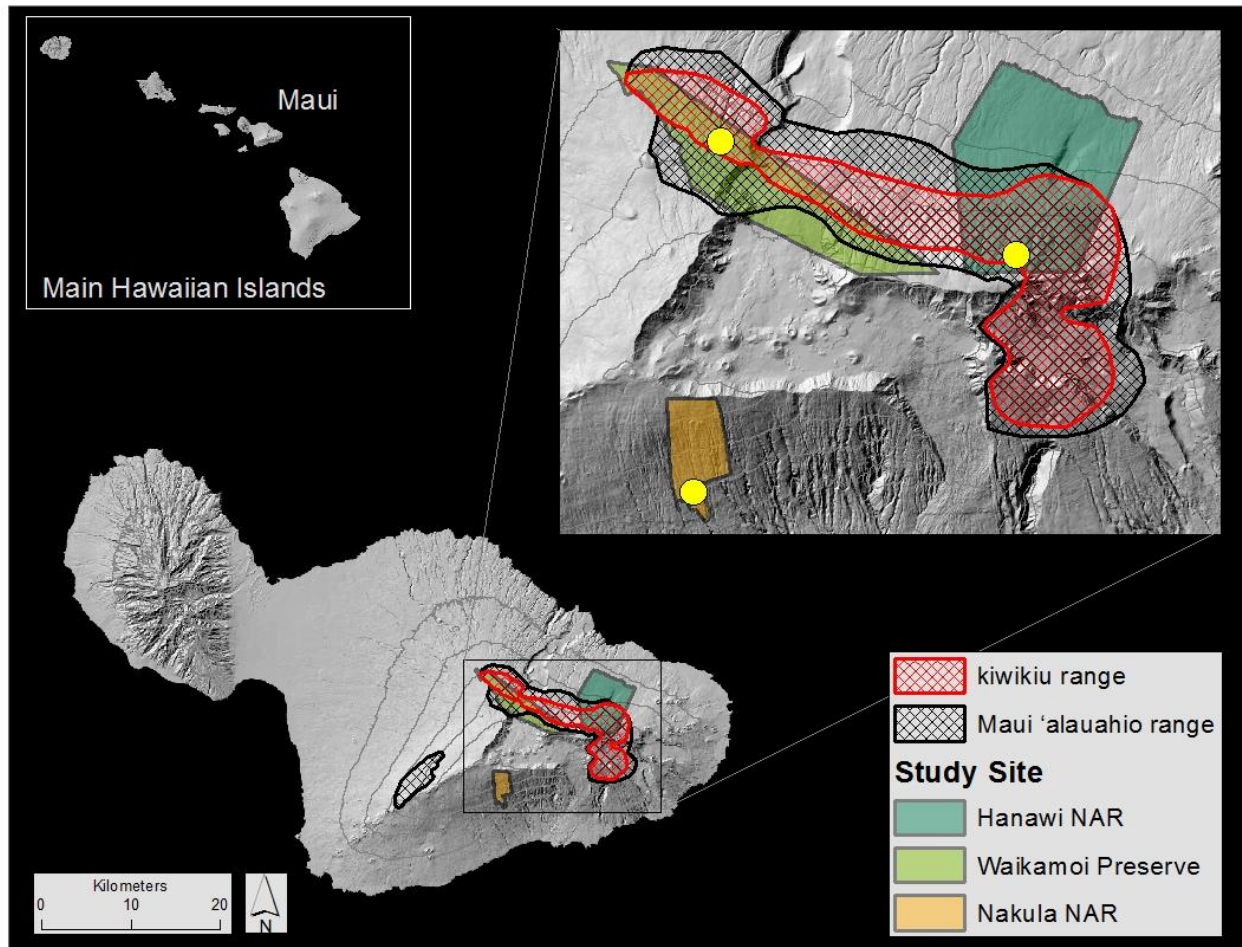 Maui
Main Hawaiian Islands
kiwikiu range
Maui ‘alauahio range
Study Site
Hanawi NAR
Waikamoi Preserve
Nakula NAR
Kilometers
0 10 20
N